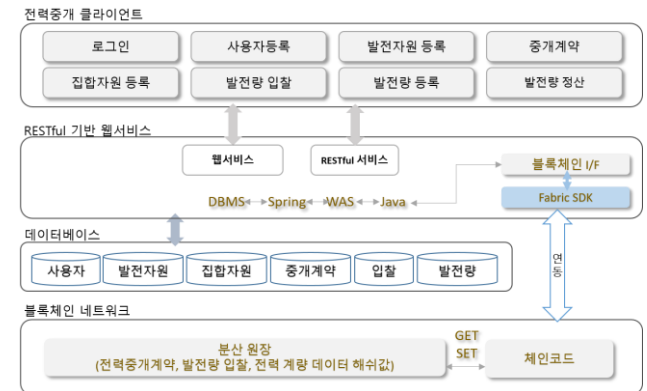 전력중개 클라이언트
로그인
사용자등록
발전자원 등록
중개계약
집합자원 등록
발전량 입찰
발전량 등록
발전량 정산
RESTful 기반 웹서비스
웹서비스
RESTful 서비스
블록체인 I/F
DBMS
Spring
WAS
Java
Fabric SDK
데이터베이스
사용자
발전자원
집합자원
중개계약
입찰
발전량
연동
블록체인 네트워크
분산 원장
(전력중개계약, 발전량 입찰, 전력 계량 데이터 해쉬값)
GET
SET
체인코드